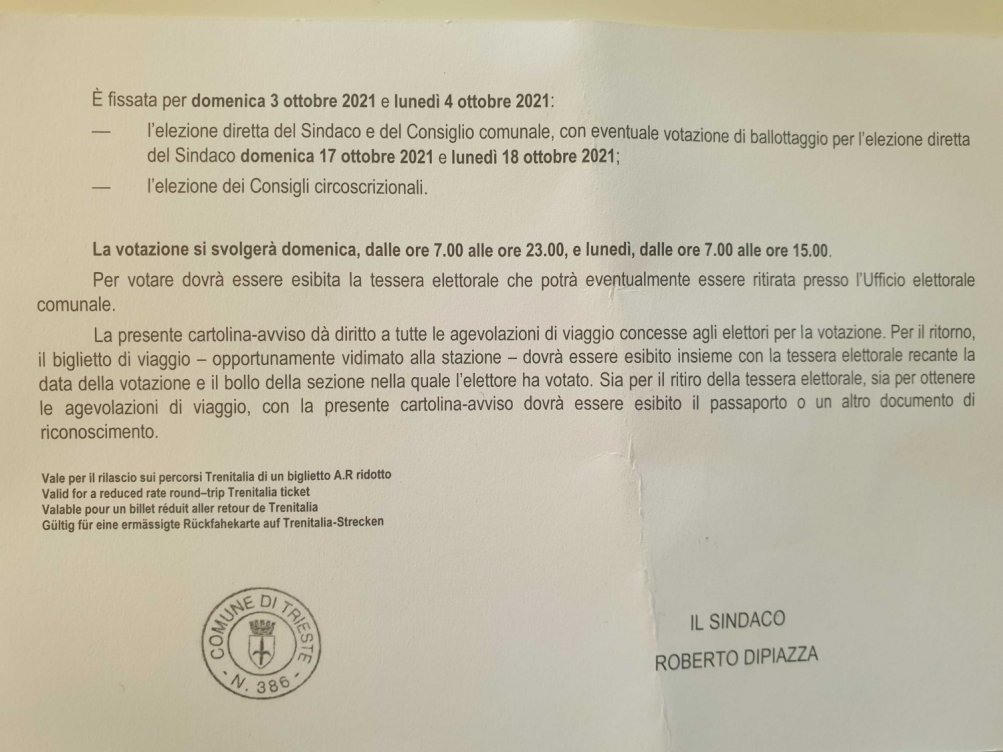 È fissata per domenica 3 ottobre 2021 e lunedì 4 ottobre 2021:
— l'elezione diretta del Sindaco e del Consiglio comunale, con eventuale votazione di ballottaggio per l'elezione diretta
del Sindaco domenica 17 ottobre 2021 e lunedì 18 ottobre 2021;
— l'elezione dei Consigli circoscrizionali.
La votazione si svolgerà domenica, dalle ore 7.00 alle ore 23.00, e lunedì, dalle ore 7.00 alle ore 15.00.
Per votare dovrà essere esibita la tessera elettorale che potrà eventualmente essere ritirata presso l'Ufficio elettorale
comunale.
La presente cartolina-avviso dà diritto a tutte le agevolazioni di viaggio concesse agli elettori per la votazione. Per il ritorno,
il biglietto di viaggio – opportunamente vidimato alla stazione – dovrà essere esibito insieme con la tessera elettorale recante la
data della votazione e il bollo della sezione nella quale l'elettore ha votato. Sia per il ritiro della tessera elettorale, sia per ottenere
le agevolazioni di viaggio, con la presente cartolina-avviso dovrà essere esibito il passaporto o un altro documento di
riconoscimento.
Vale per il rilascio sui percorsi Trenitalia di un biglietto A.R ridotto
Valid for a reduced rate round–trip Trenitalia ticket
Valable pour un billet réduit aller retour de Trenitalia
Gültig für eine ermässigte Rückfahekarte auf Trenitalia-Strecken
COMUNE DI TRIESTE
- N. 386 -
IL SINDACO
ROBERTO DIPIAZZA